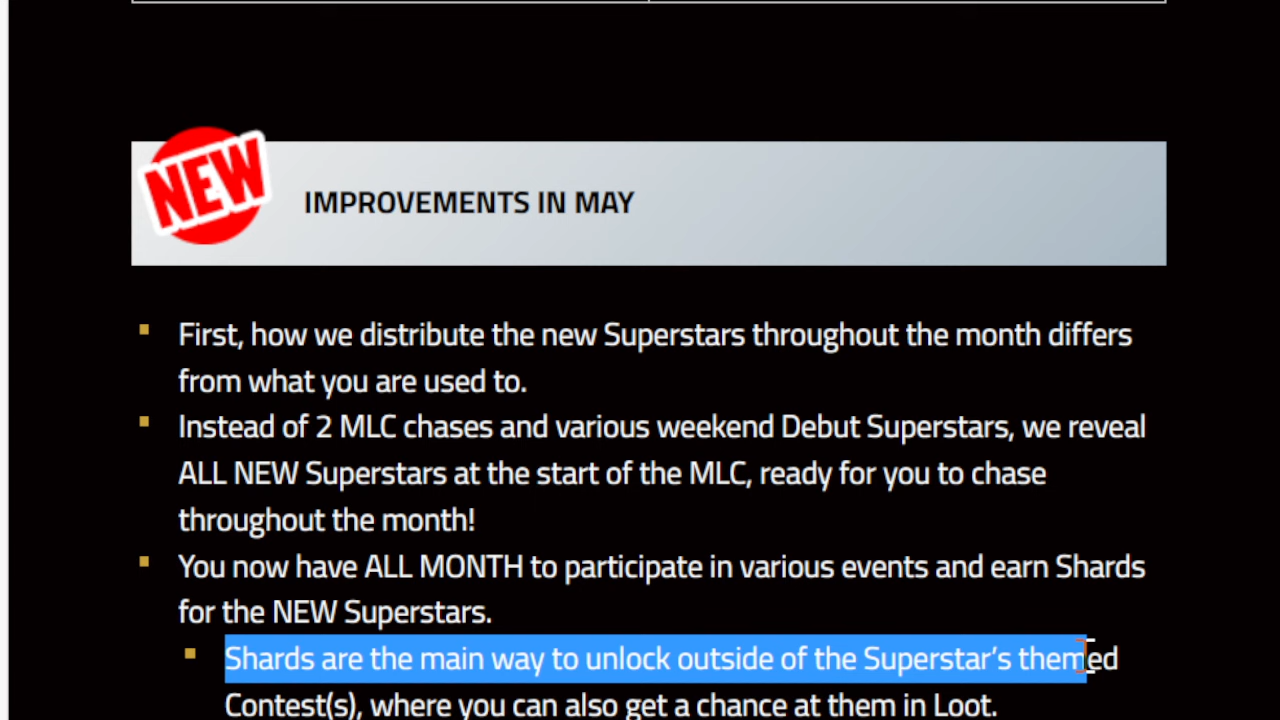 NEW
IMPROVEMENTS IN MAY
First, how we distribute the new Superstars throughout the month differs
from what you are used to.
Instead of 2 MLC chases and various weekend Debut Superstars, we reveal
ALL NEW Superstars at the start of the MLC, ready for you to chase
throughout the month!
You now have ALL MONTH to participate in various events and earn Shards
for the NEW Superstars.
Shards are the main way to unlock outside of the Superstar’s themed
Contest(s), where you can also get a chance at them in Loot.